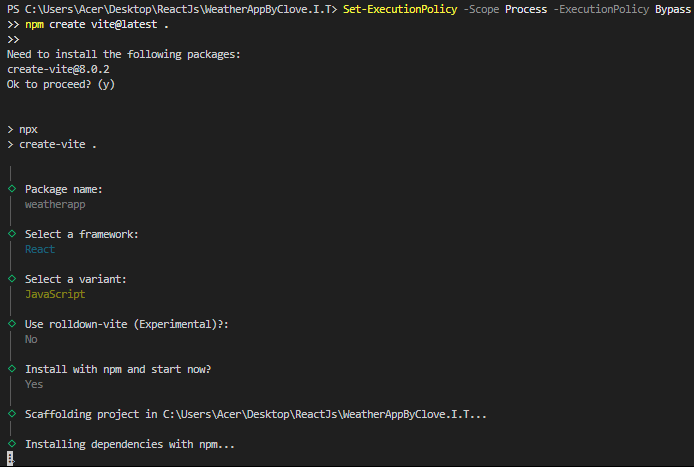 PS C:\Users\Acer\Desktop\ReactJs\WeatherAppByClove.I.T> Set-ExecutionPolicy -Scope Process -ExecutionPolicy Bypass
>> npm create vite@latest .
>>
Need to install the following packages:
create-vite@8.0.2
Ok to proceed? (y)
> npx
> create-vite .
Package name:
weatherapp
Select a framework:
React
Select a variant:
JavaScript
Use rolldown-vite (Experimental)?:
No
Install with npm and start now?
Yes
Scaffolding project in C:\Users\Acer\Desktop\ReactJs\WeatherAppByClove.I.T...
Installing dependencies with npm...